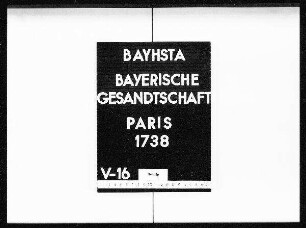 BAYHSTA
BAYERISCHE
GESANDTSCHAFT
PARIS
1738
V-16